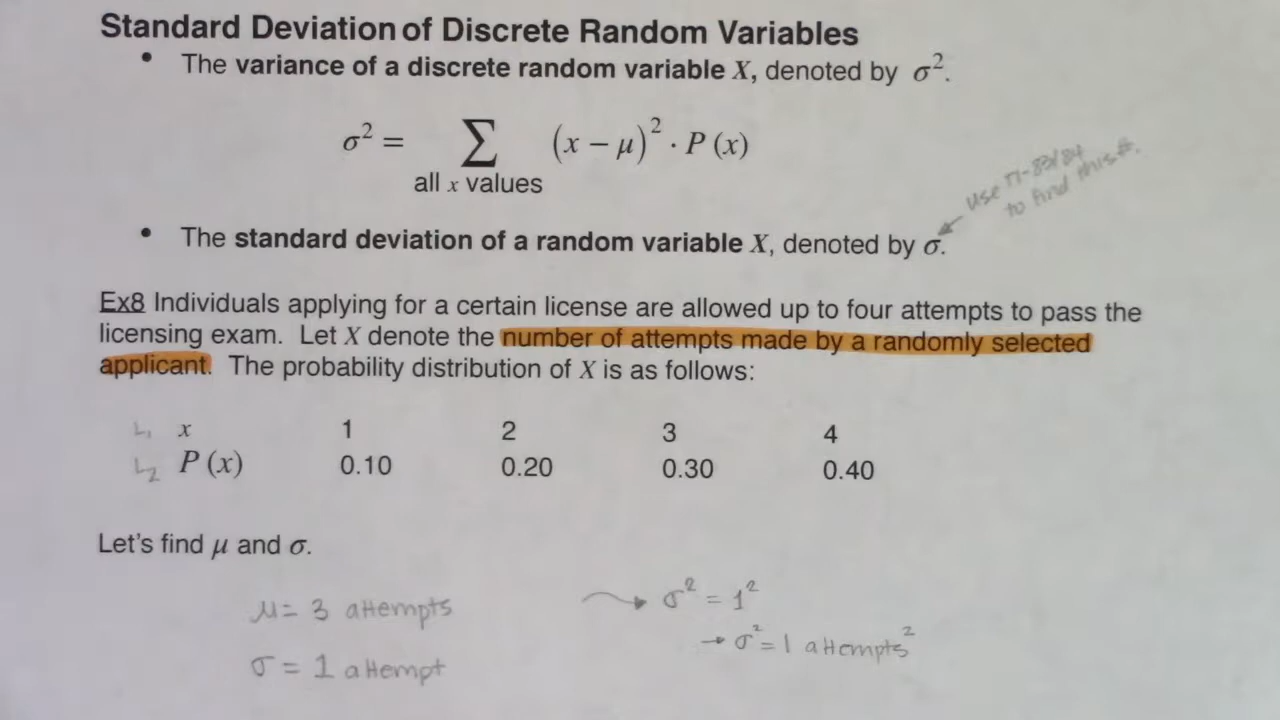 Standard Deviation of Discrete Random Variables
• The variance of a discrete random variable X, denoted by σ².
σ² = ∑ (x − μ)² · P (x)
all x values
Use TI-83/84
to find this #.
• The standard deviation of a random variable X, denoted by σ.
Ex8 Individuals applying for a certain license are allowed up to four attempts to pass the
licensing exam. Let X denote the number of attempts made by a randomly selected
applicant. The probability distribution of X is as follows:
L₁ x 1 2 3 4
L₂ P (x) 0.10 0.20 0.30 0.40
Let's find μ and σ.
μ = 3 attempts
σ = 1 attempt
→ σ² = 1²
→ σ² = 1 attempts²